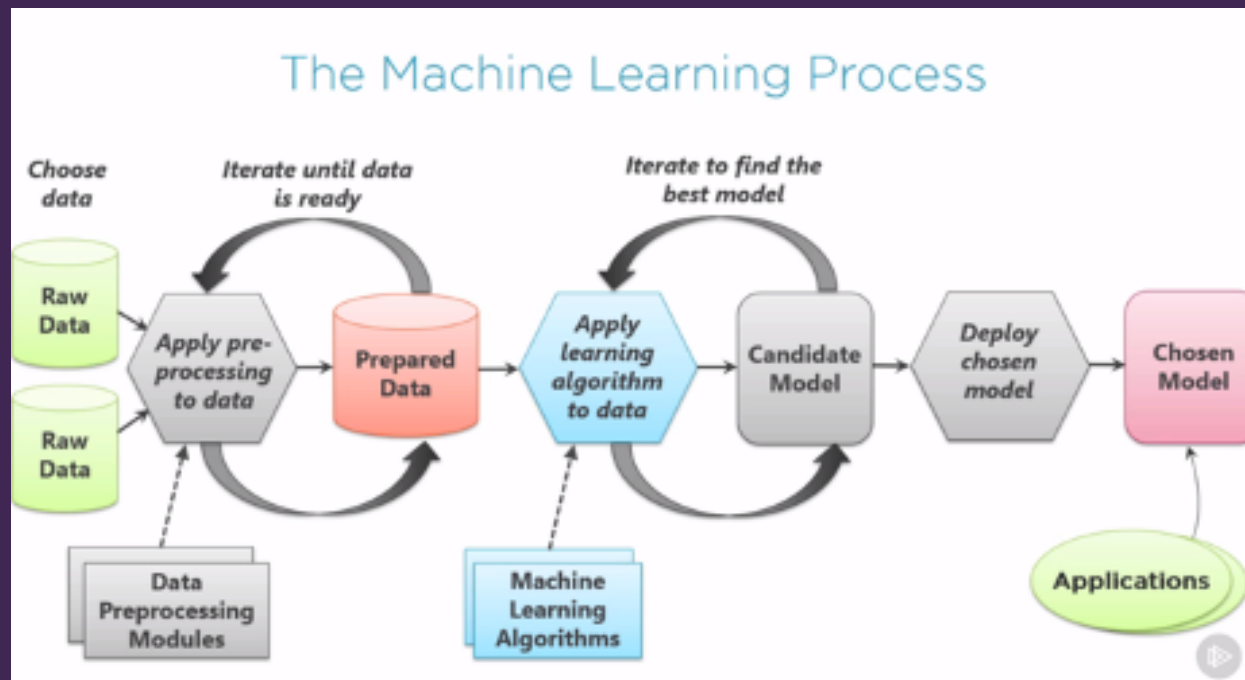 The Machine Learning Process
Choose
data
Iterate until data
is ready
Iterate to find the
best model
Raw
Data
Raw
Data
Apply pre-
processing
to data
Prepared
Data
Apply
learning
algorithm
to data
Candidate
Model
Deploy
chosen
model
Chosen
Model
Data
Preprocessing
Modules
Machine
Learning
Algorithms
Applications